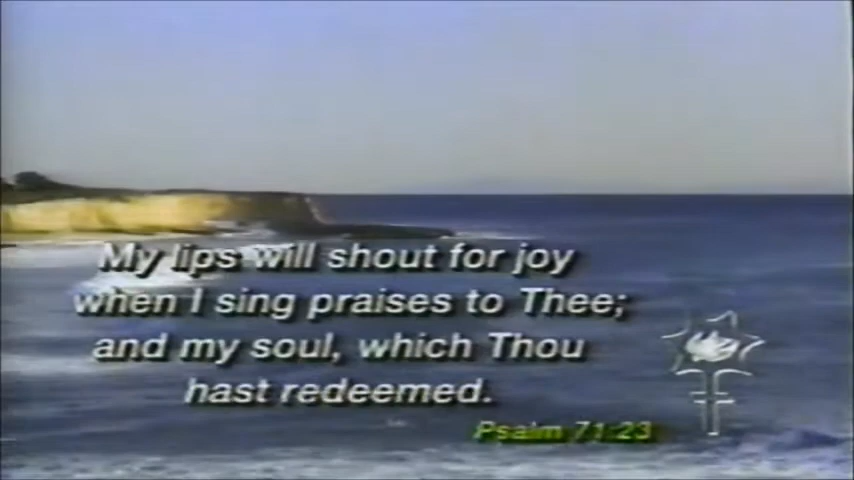 My lips will shout for joy
when I sing praises to Thee;
and my soul, which Thou
hast redeemed.
Psalm 71:23